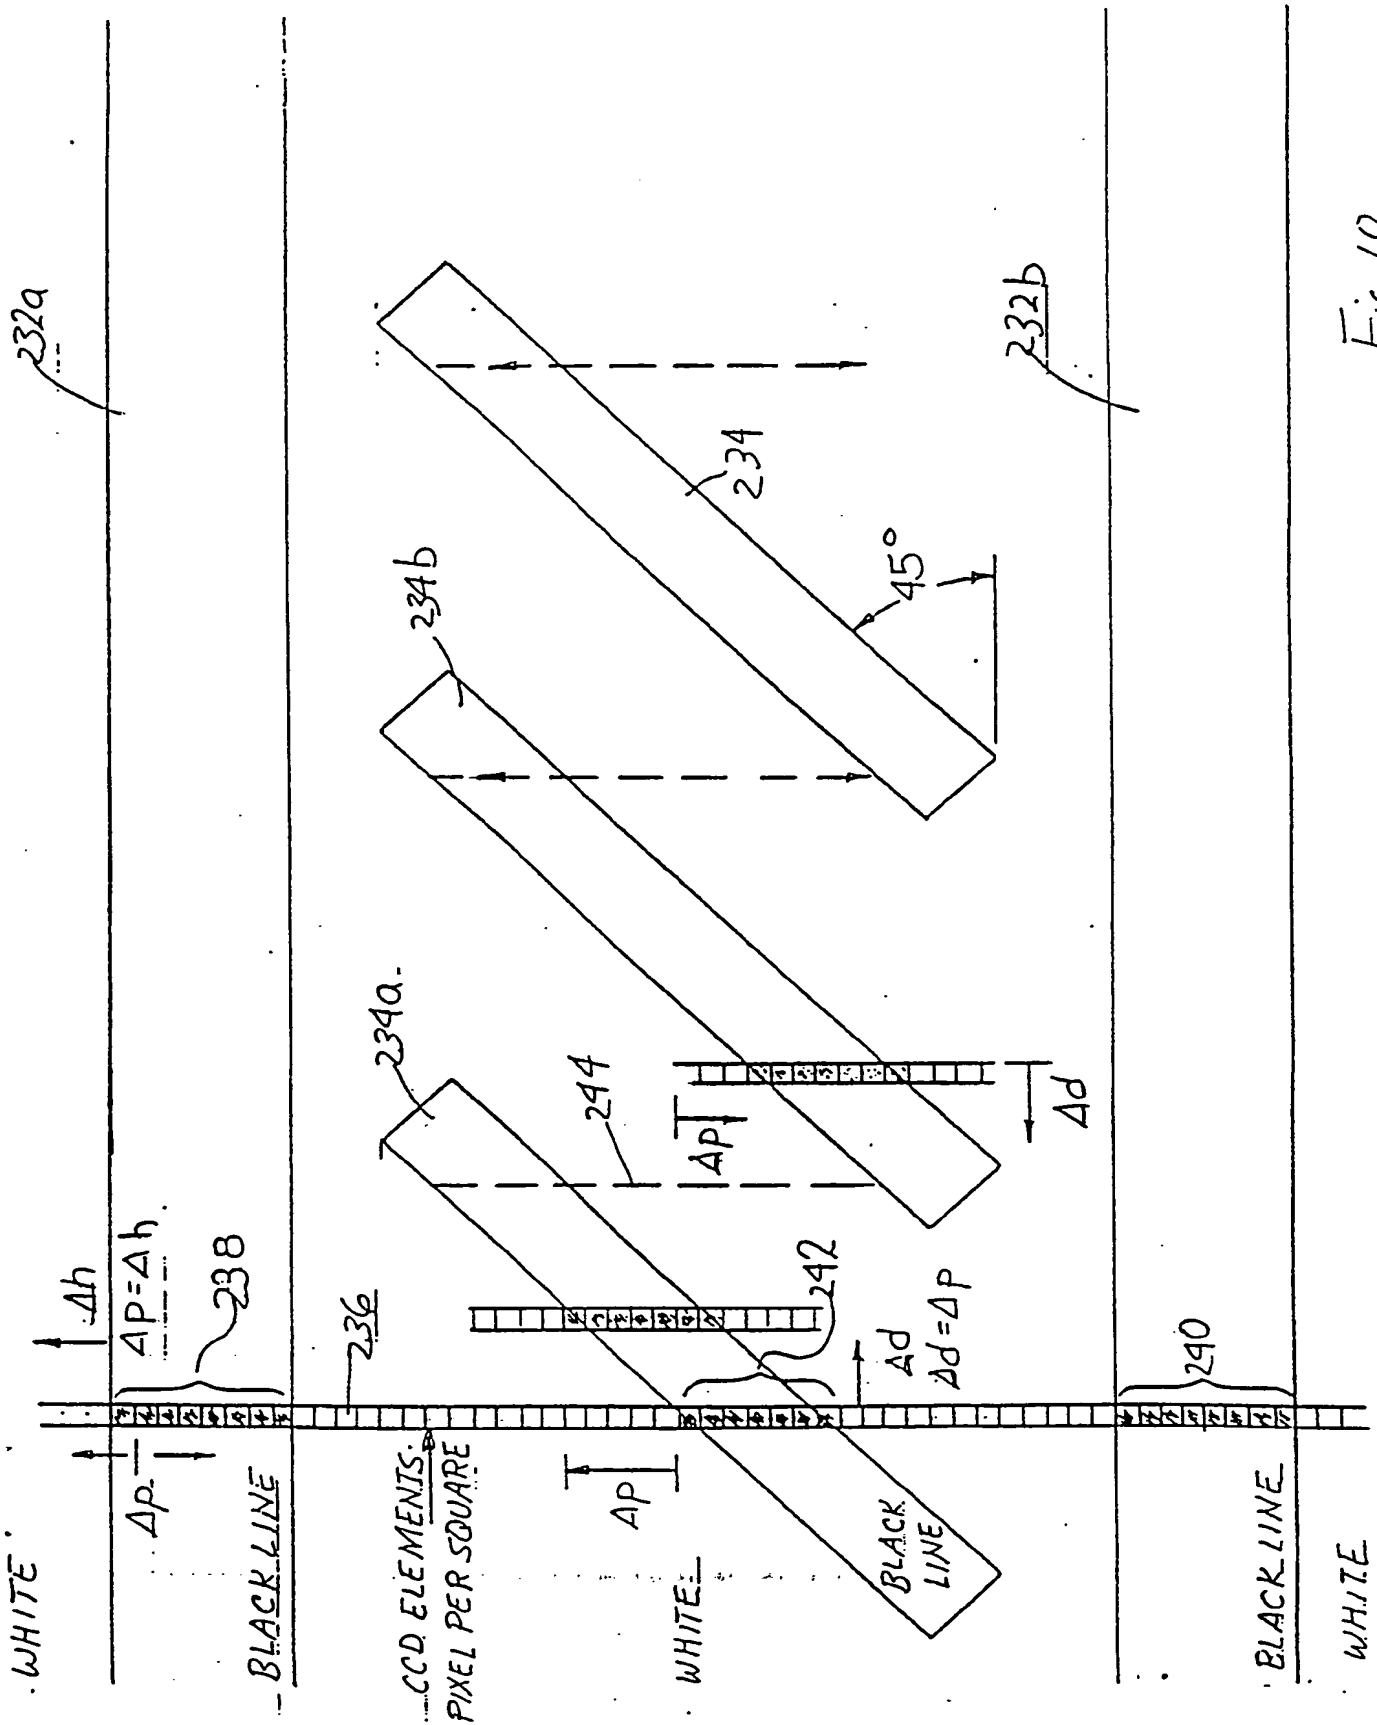 WHITE
232a
Δh
ΔP=Δh.
238
Δp
BLACK LINE
236
CCD ELEMENTS.
PIXEL PER SQUARE
234a.
234b
244
234
45°
ΔP
ΔP
WHITE
242
Δd
Δd
Δd=Δp
BLACK
LINE
232b
240
BLACK LINE
WHITE